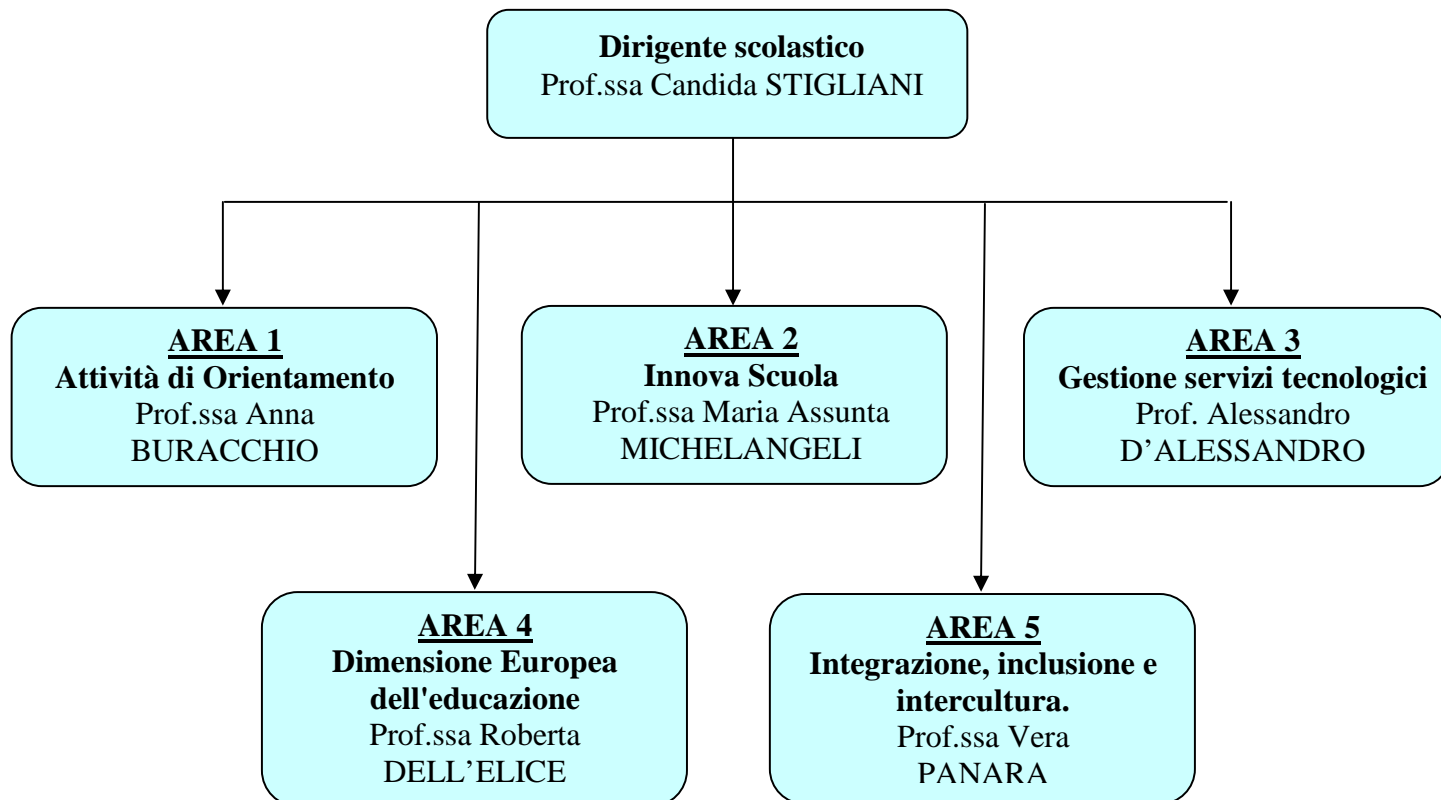 Dirigente scolastico
Prof.ssa Candida STIGLIANI
AREA 1
Attività di Orientamento
Prof.ssa Anna
BURACCHIO
AREA 2
Innova Scuola
Prof.ssa Maria Assunta
MICHELANGELI
AREA 3
Gestione servizi tecnologici
Prof. Alessandro
D’ALESSANDRO
AREA 4
Dimensione Europea
dell'educazione
Prof.ssa Roberta
DELL’ELICE
AREA 5
Integrazione, inclusione e
intercultura.
Prof.ssa Vera
PANARA